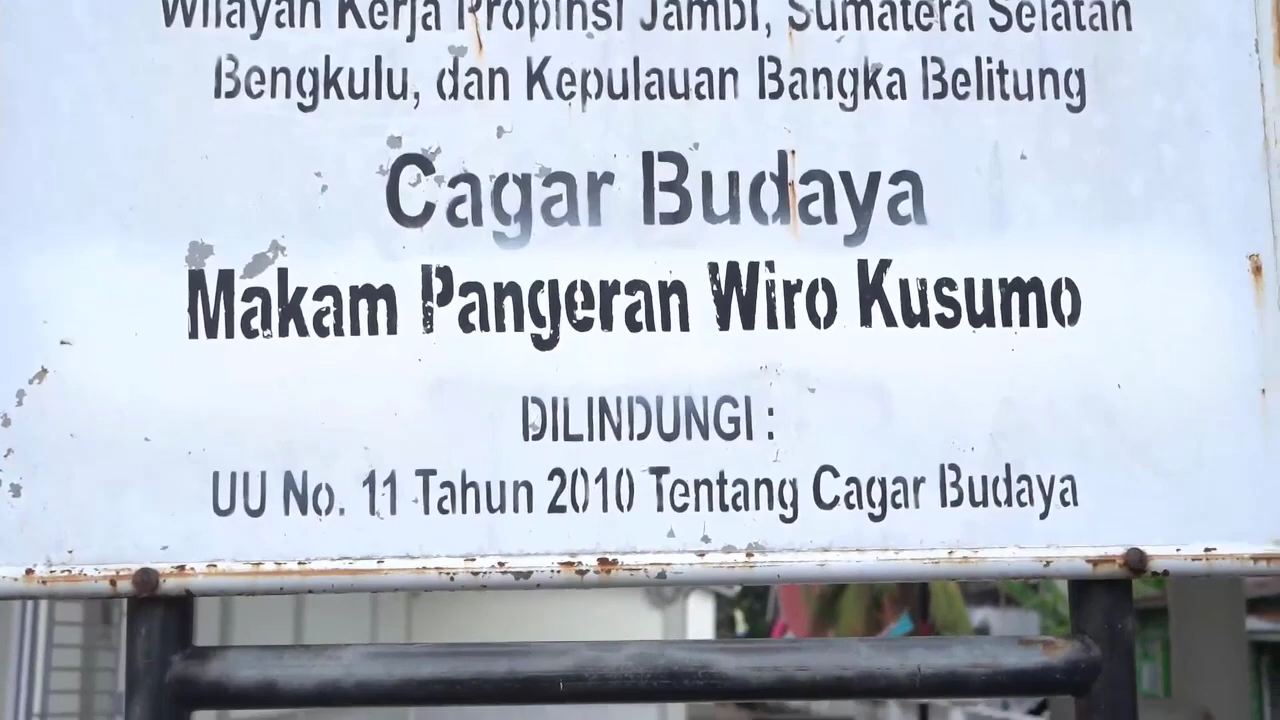 Wilayah Kerja Propinsi Jambi, Sumatera Selatan
Bengkulu, dan Kepulauan Bangka Belitung
Cagar Budaya
Makam Pangeran Wiro Kusumo
DILINDUNGI :
UU No. 11 Tahun 2010 Tentang Cagar Budaya